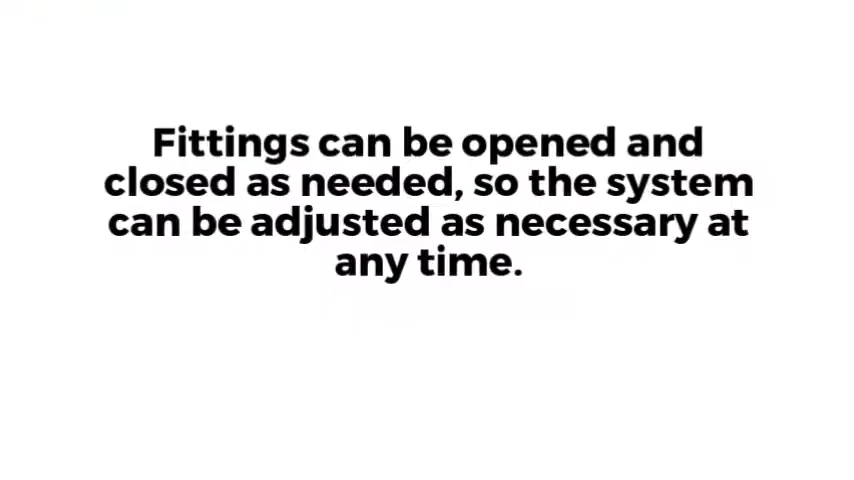 Fittings can be opened and
closed as needed, so the system
can be adjusted as necessary at
any time.